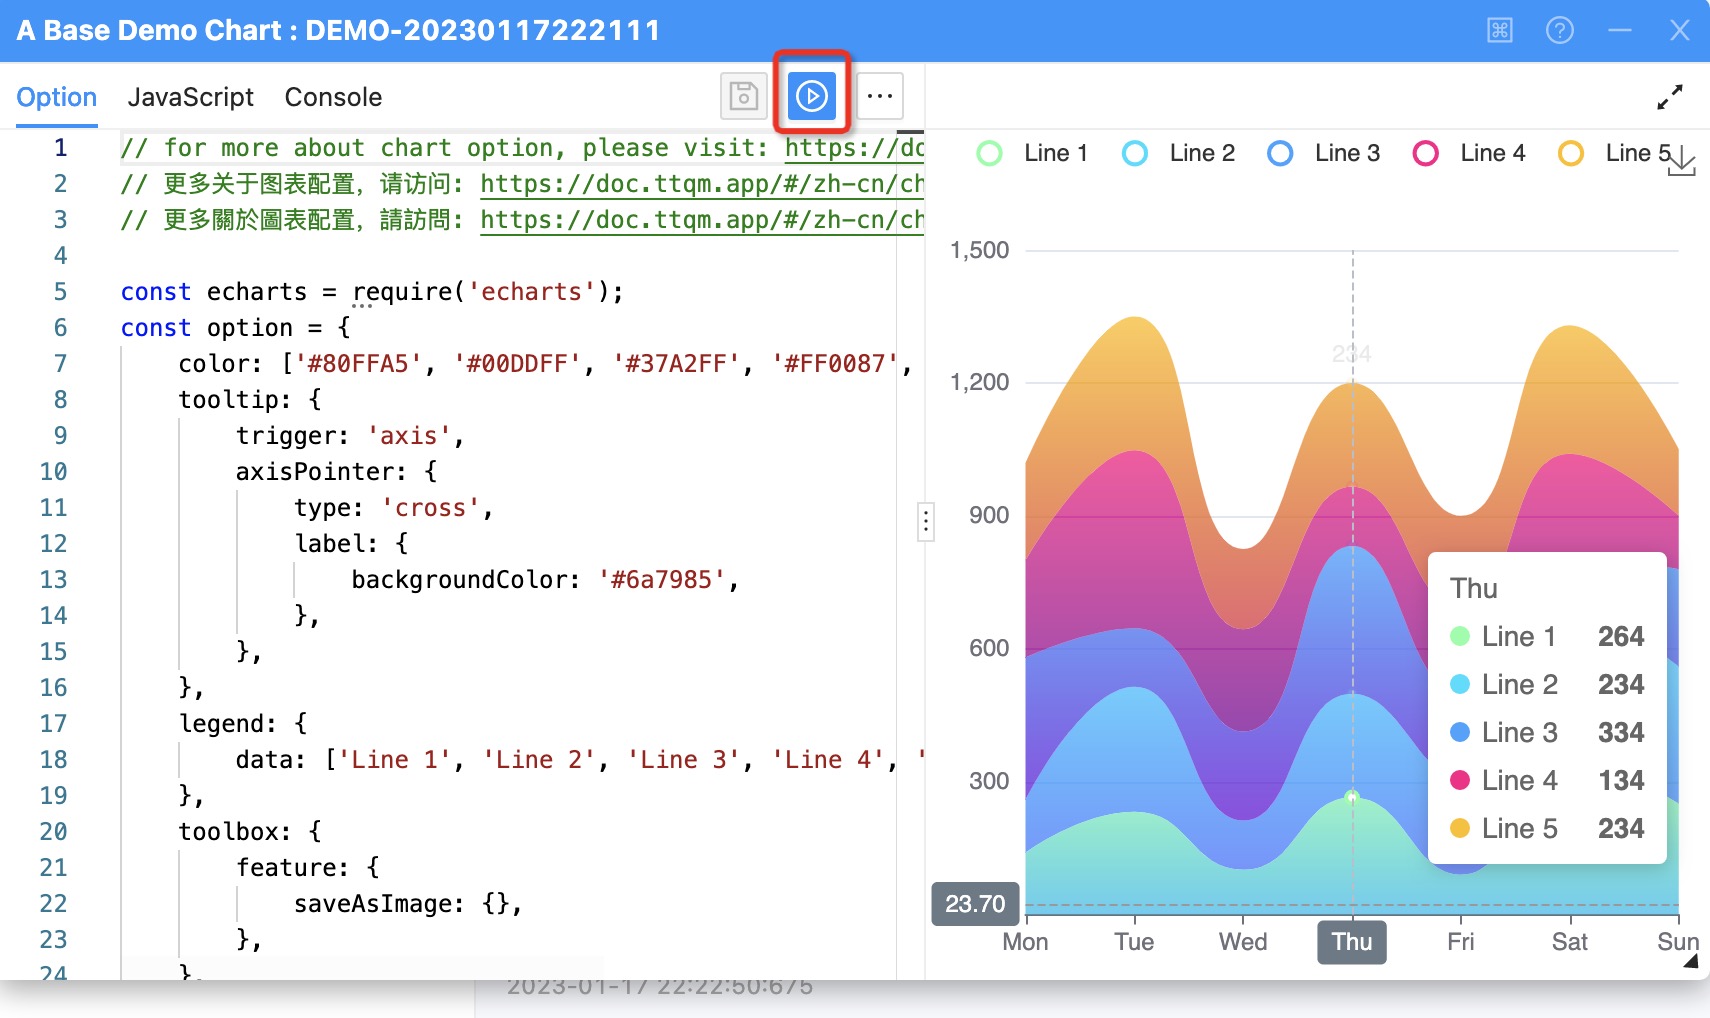 A Base Demo Chart : DEMO-20230117222111
Option JavaScript Console
1 // for more about chart option, please visit: https://do
2 // 更多关于图表配置，请访问: https://doc.ttqm.app/#/zh-cn/ch
3 // 更多關於圖表配置，請訪問: https://doc.ttqm.app/#/zh-cn/ch
4
5 const echarts = require('echarts');
6 const option = {
7 color: ['#80FFA5', '#00DDFF', '#37A2FF', '#FF0087',
8 tooltip: {
9 trigger: 'axis',
10 axisPointer: {
11 type: 'cross',
12 label: {
13 backgroundColor: '#6a7985',
14 },
15 },
16 },
17 legend: {
18 data: ['Line 1', 'Line 2', 'Line 3', 'Line 4', '
19 },
20 toolbox: {
21 feature: {
22 saveAsImage: {},
23 },
24 },
Line 1 Line 2 Line 3 Line 4 Line 5
1,500
234
1,200
900
600
300
23.70
Thu
Line 1 264
Line 2 234
Line 3 334
Line 4 134
Line 5 234
Mon Tue Wed Thu Fri Sat Sun
2023-01-17 22:22:50:675